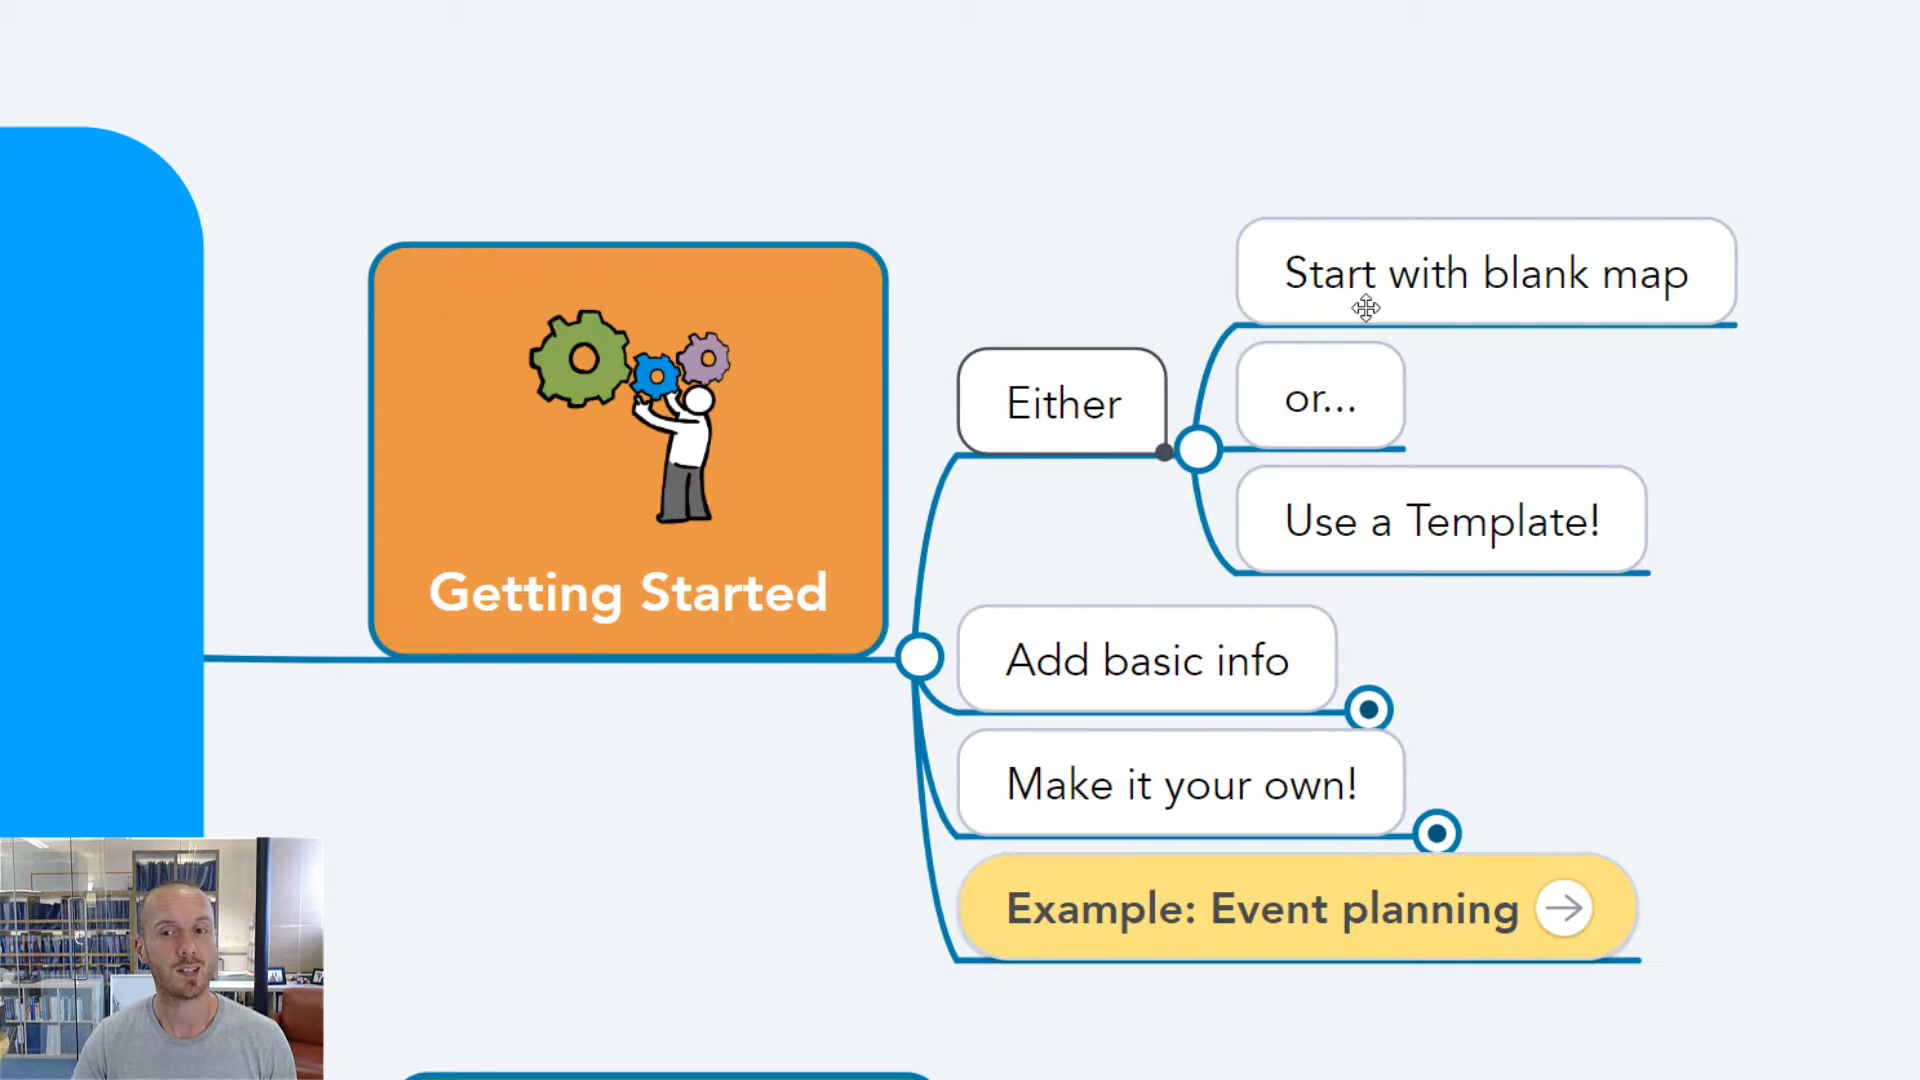 Getting Started
Either
Start with blank map
or...
Use a Template!
Add basic info
Make it your own!
Example: Event planning